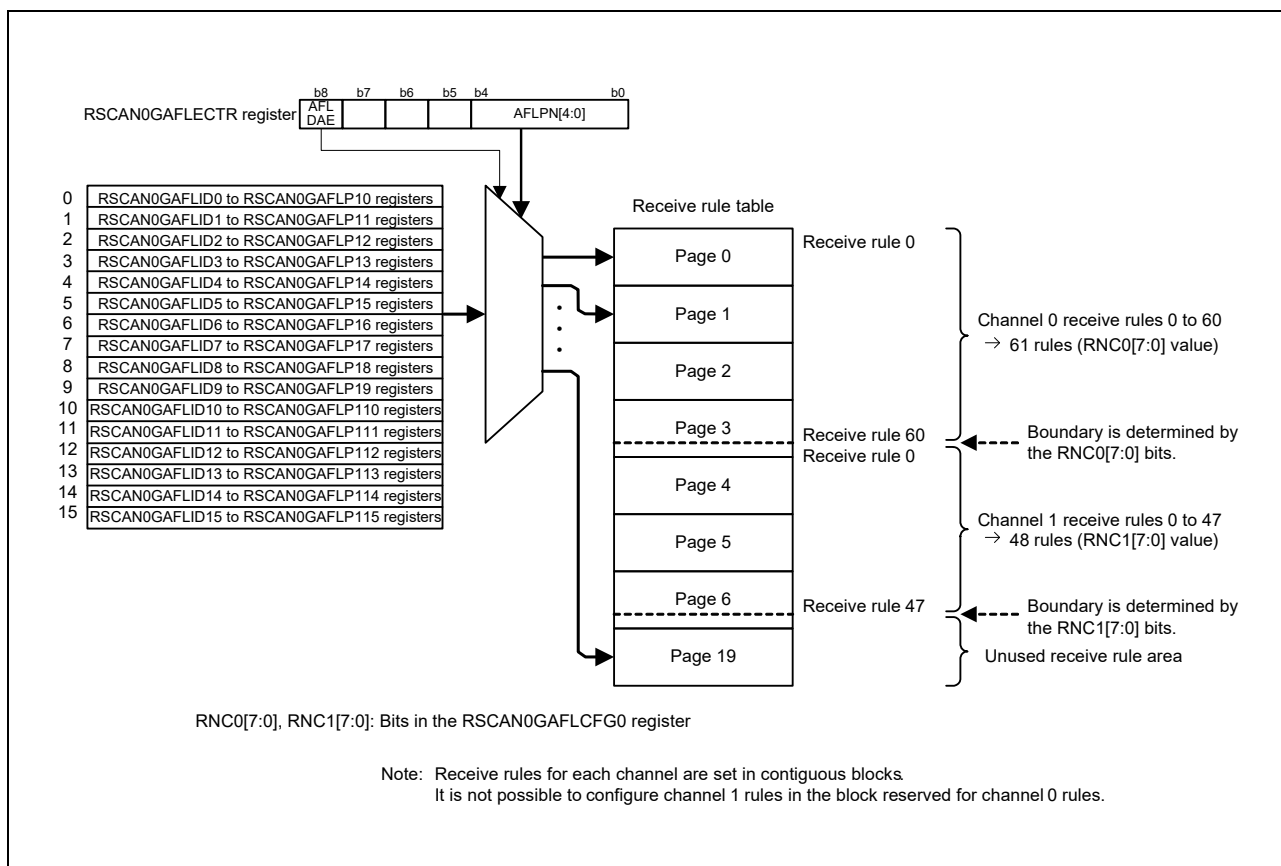 b8 b7 b6 b5 b4 b0
RSCAN0GAFLECTR register
AFL
DAE
AFLPN[4:0]
0 RSCAN0GAFLID0 to RSCAN0GAFLP10 registers
1 RSCAN0GAFLID1 to RSCAN0GAFLP11 registers
2 RSCAN0GAFLID2 to RSCAN0GAFLP12 registers
3 RSCAN0GAFLID3 to RSCAN0GAFLP13 registers
4 RSCAN0GAFLID4 to RSCAN0GAFLP14 registers
5 RSCAN0GAFLID5 to RSCAN0GAFLP15 registers
6 RSCAN0GAFLID6 to RSCAN0GAFLP16 registers
7 RSCAN0GAFLID7 to RSCAN0GAFLP17 registers
8 RSCAN0GAFLID8 to RSCAN0GAFLP18 registers
9 RSCAN0GAFLID9 to RSCAN0GAFLP19 registers
10 RSCAN0GAFLID10 to RSCAN0GAFLP110 registers
11 RSCAN0GAFLID11 to RSCAN0GAFLP111 registers
12 RSCAN0GAFLID12 to RSCAN0GAFLP112 registers
13 RSCAN0GAFLID13 to RSCAN0GAFLP113 registers
14 RSCAN0GAFLID14 to RSCAN0GAFLP114 registers
15 RSCAN0GAFLID15 to RSCAN0GAFLP115 registers
Receive rule table
Page 0
Page 1
Page 2
Page 3
Page 4
Page 5
Page 6
Page 19
Receive rule 0
Receive rule 60
Receive rule 0
Receive rule 47
Channel 0 receive rules 0 to 60
→ 61 rules (RNC0[7:0] value)
Boundary is determined by
the RNC0[7:0] bits.
Channel 1 receive rules 0 to 47
→ 48 rules (RNC1[7:0] value)
Boundary is determined by
the RNC1[7:0] bits.
Unused receive rule area
RNC0[7:0], RNC1[7:0]: Bits in the RSCAN0GAFLCFG0 register
Note: Receive rules for each channel are set in contiguous blocks.
It is not possible to configure channel 1 rules in the block reserved for channel 0 rules.